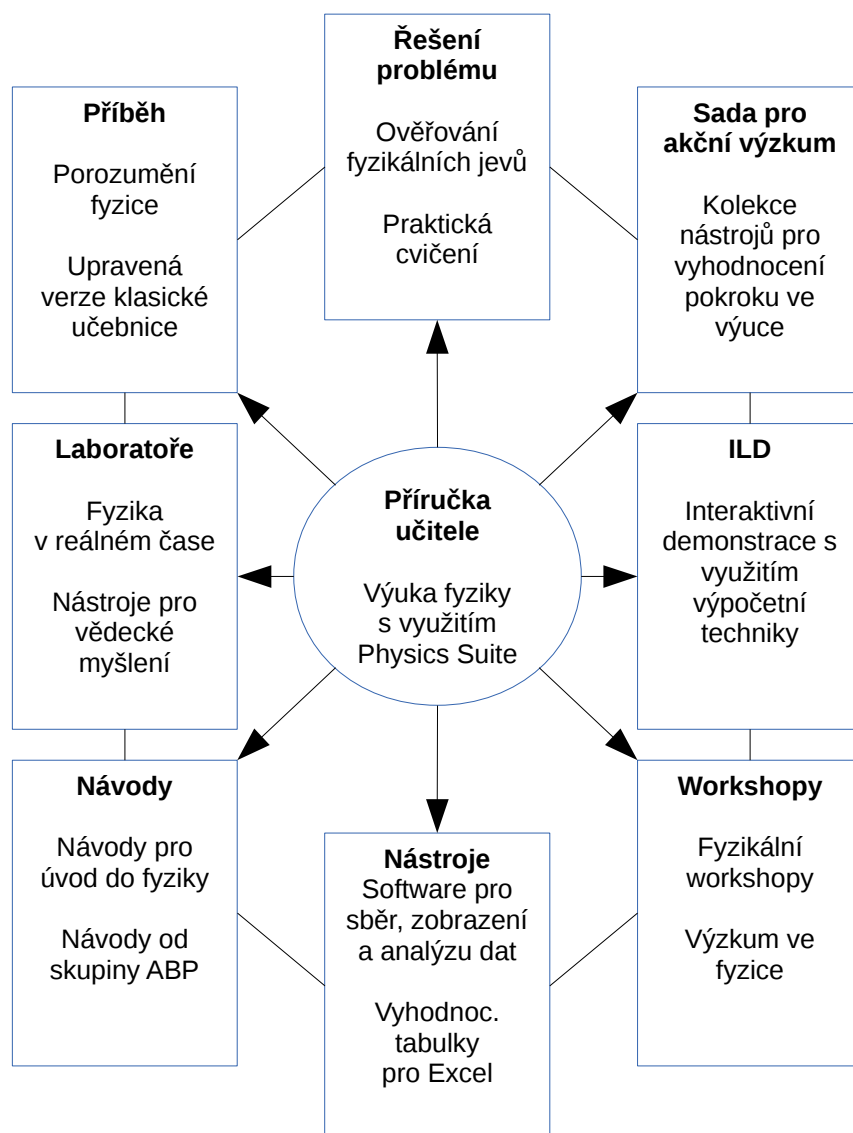 Řešení
problému
Ověřování
fyzikálních jevů
Praktická
cvičení
Příběh
Porozumění
fyzice
Upravená
verze klasické
učebnice
Sada pro
akční výzkum
Kolekce
nástrojů pro
vyhodnocení
pokroku ve
výuce
Laboratoře
Fyzika
v reálném čase
Nástroje pro
vědecké
myšlení
Příručka
učitele
Výuka fyziky
s využitím
Physics Suite
ILD
Interaktivní
demonstrace s
využitím
výpočetní
techniky
Návody
Návody pro
úvod do fyziky
Návody od
skupiny ABP
Nástroje
Software pro
sběr, zobrazení
a analýzu dat
Vyhodnoc.
tabulky
pro Excel
Workshopy
Fyzikální
workshopy
Výzkum ve
fyzice